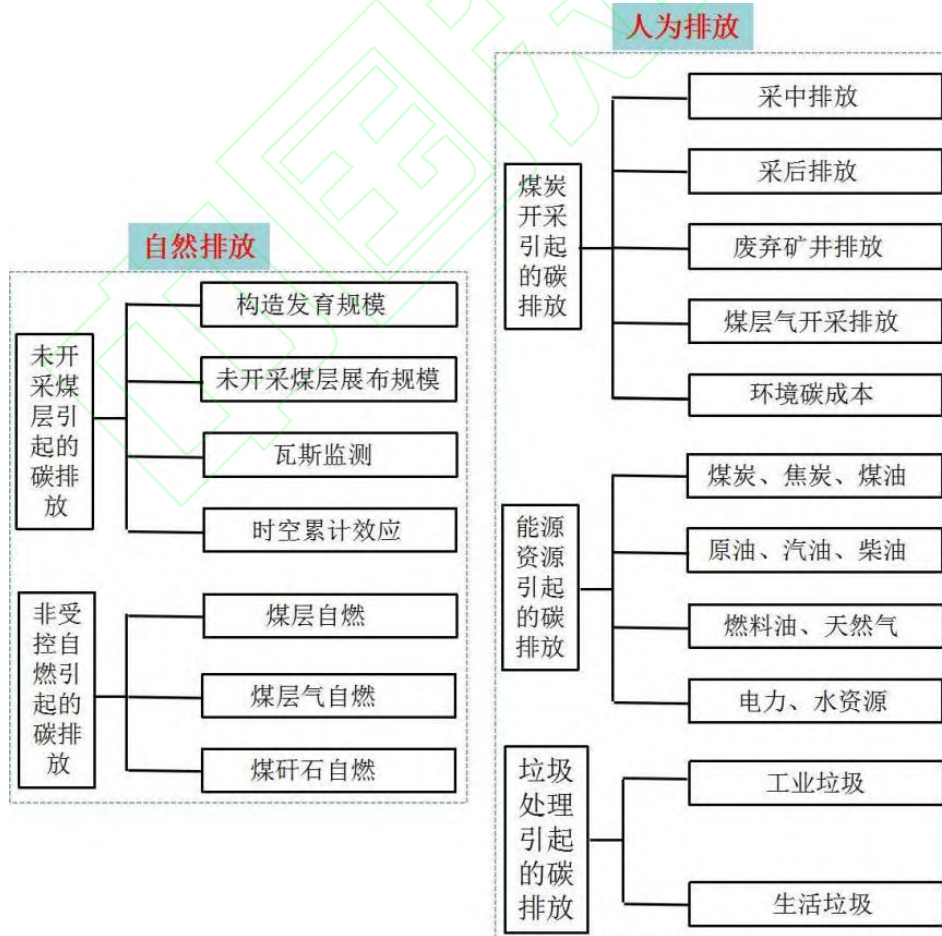 人为排放
煤炭
开采
引起
的碳
排放
采中排放
采后排放
废弃矿井排放
煤层气开采排放
环境碳成本
能源
资源
引起
的碳
排放
煤炭、焦炭、煤油
原油、汽油、柴油
燃料油、天然气
电力、水资源
垃圾
处理
引起
的碳
排放
工业垃圾
生活垃圾
自然排放
未开
采煤
层引
起的
碳排
放
构造发育规模
未开采煤层展布规模
瓦斯监测
时空累计效应
非受
控自
燃引
起的
碳排
放
煤层自燃
煤层气自燃
煤矸石自燃